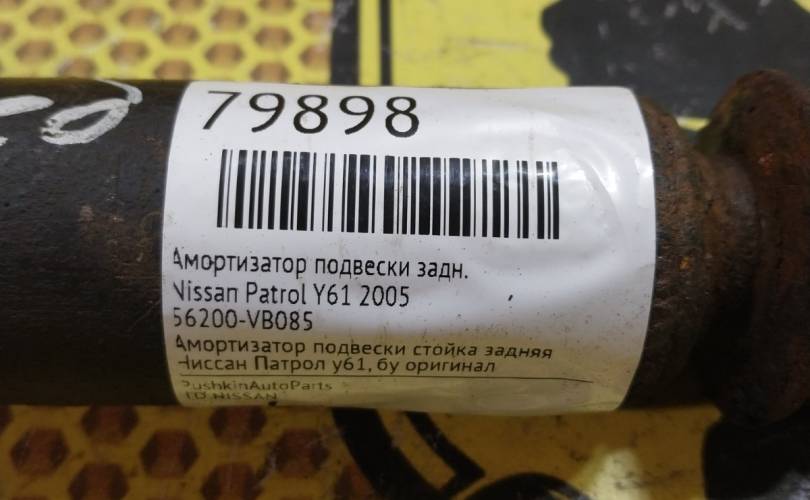 79898
Амортизатор подвески задн.
Nissan Patrol Y61 2005
56200-VB085
Амортизатор подвески стойка задняя
Ниссан Патрол у61, бу оригинал
PushkinAutoParts
NISSAN